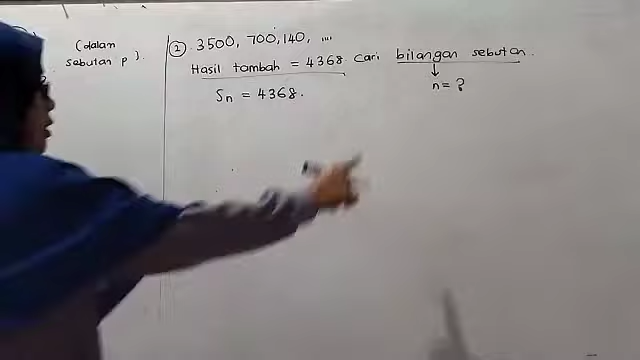 (dalam
sebutan p).
② 3500, 700, 140, ....
Hasil tambah = 4368 cari bilangan sebutan.
Sn = 4368.
↓
n = ?